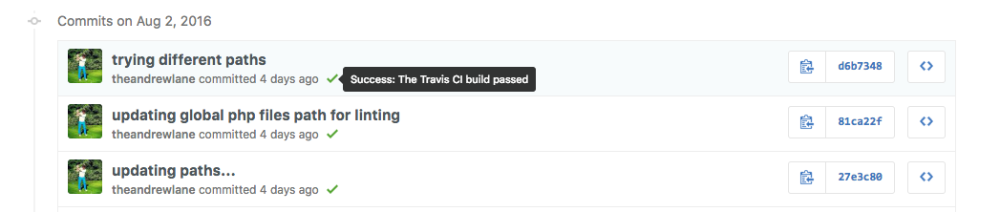 Commits on Aug 2, 2016
trying different paths
d6b7348
theandrewlane committed 4 days ago
Success: The Travis CI build passed
updating global php files path for linting
81ca22f
theandrewlane committed 4 days ago
updating paths...
27e3c80
theandrewlane committed 4 days ago